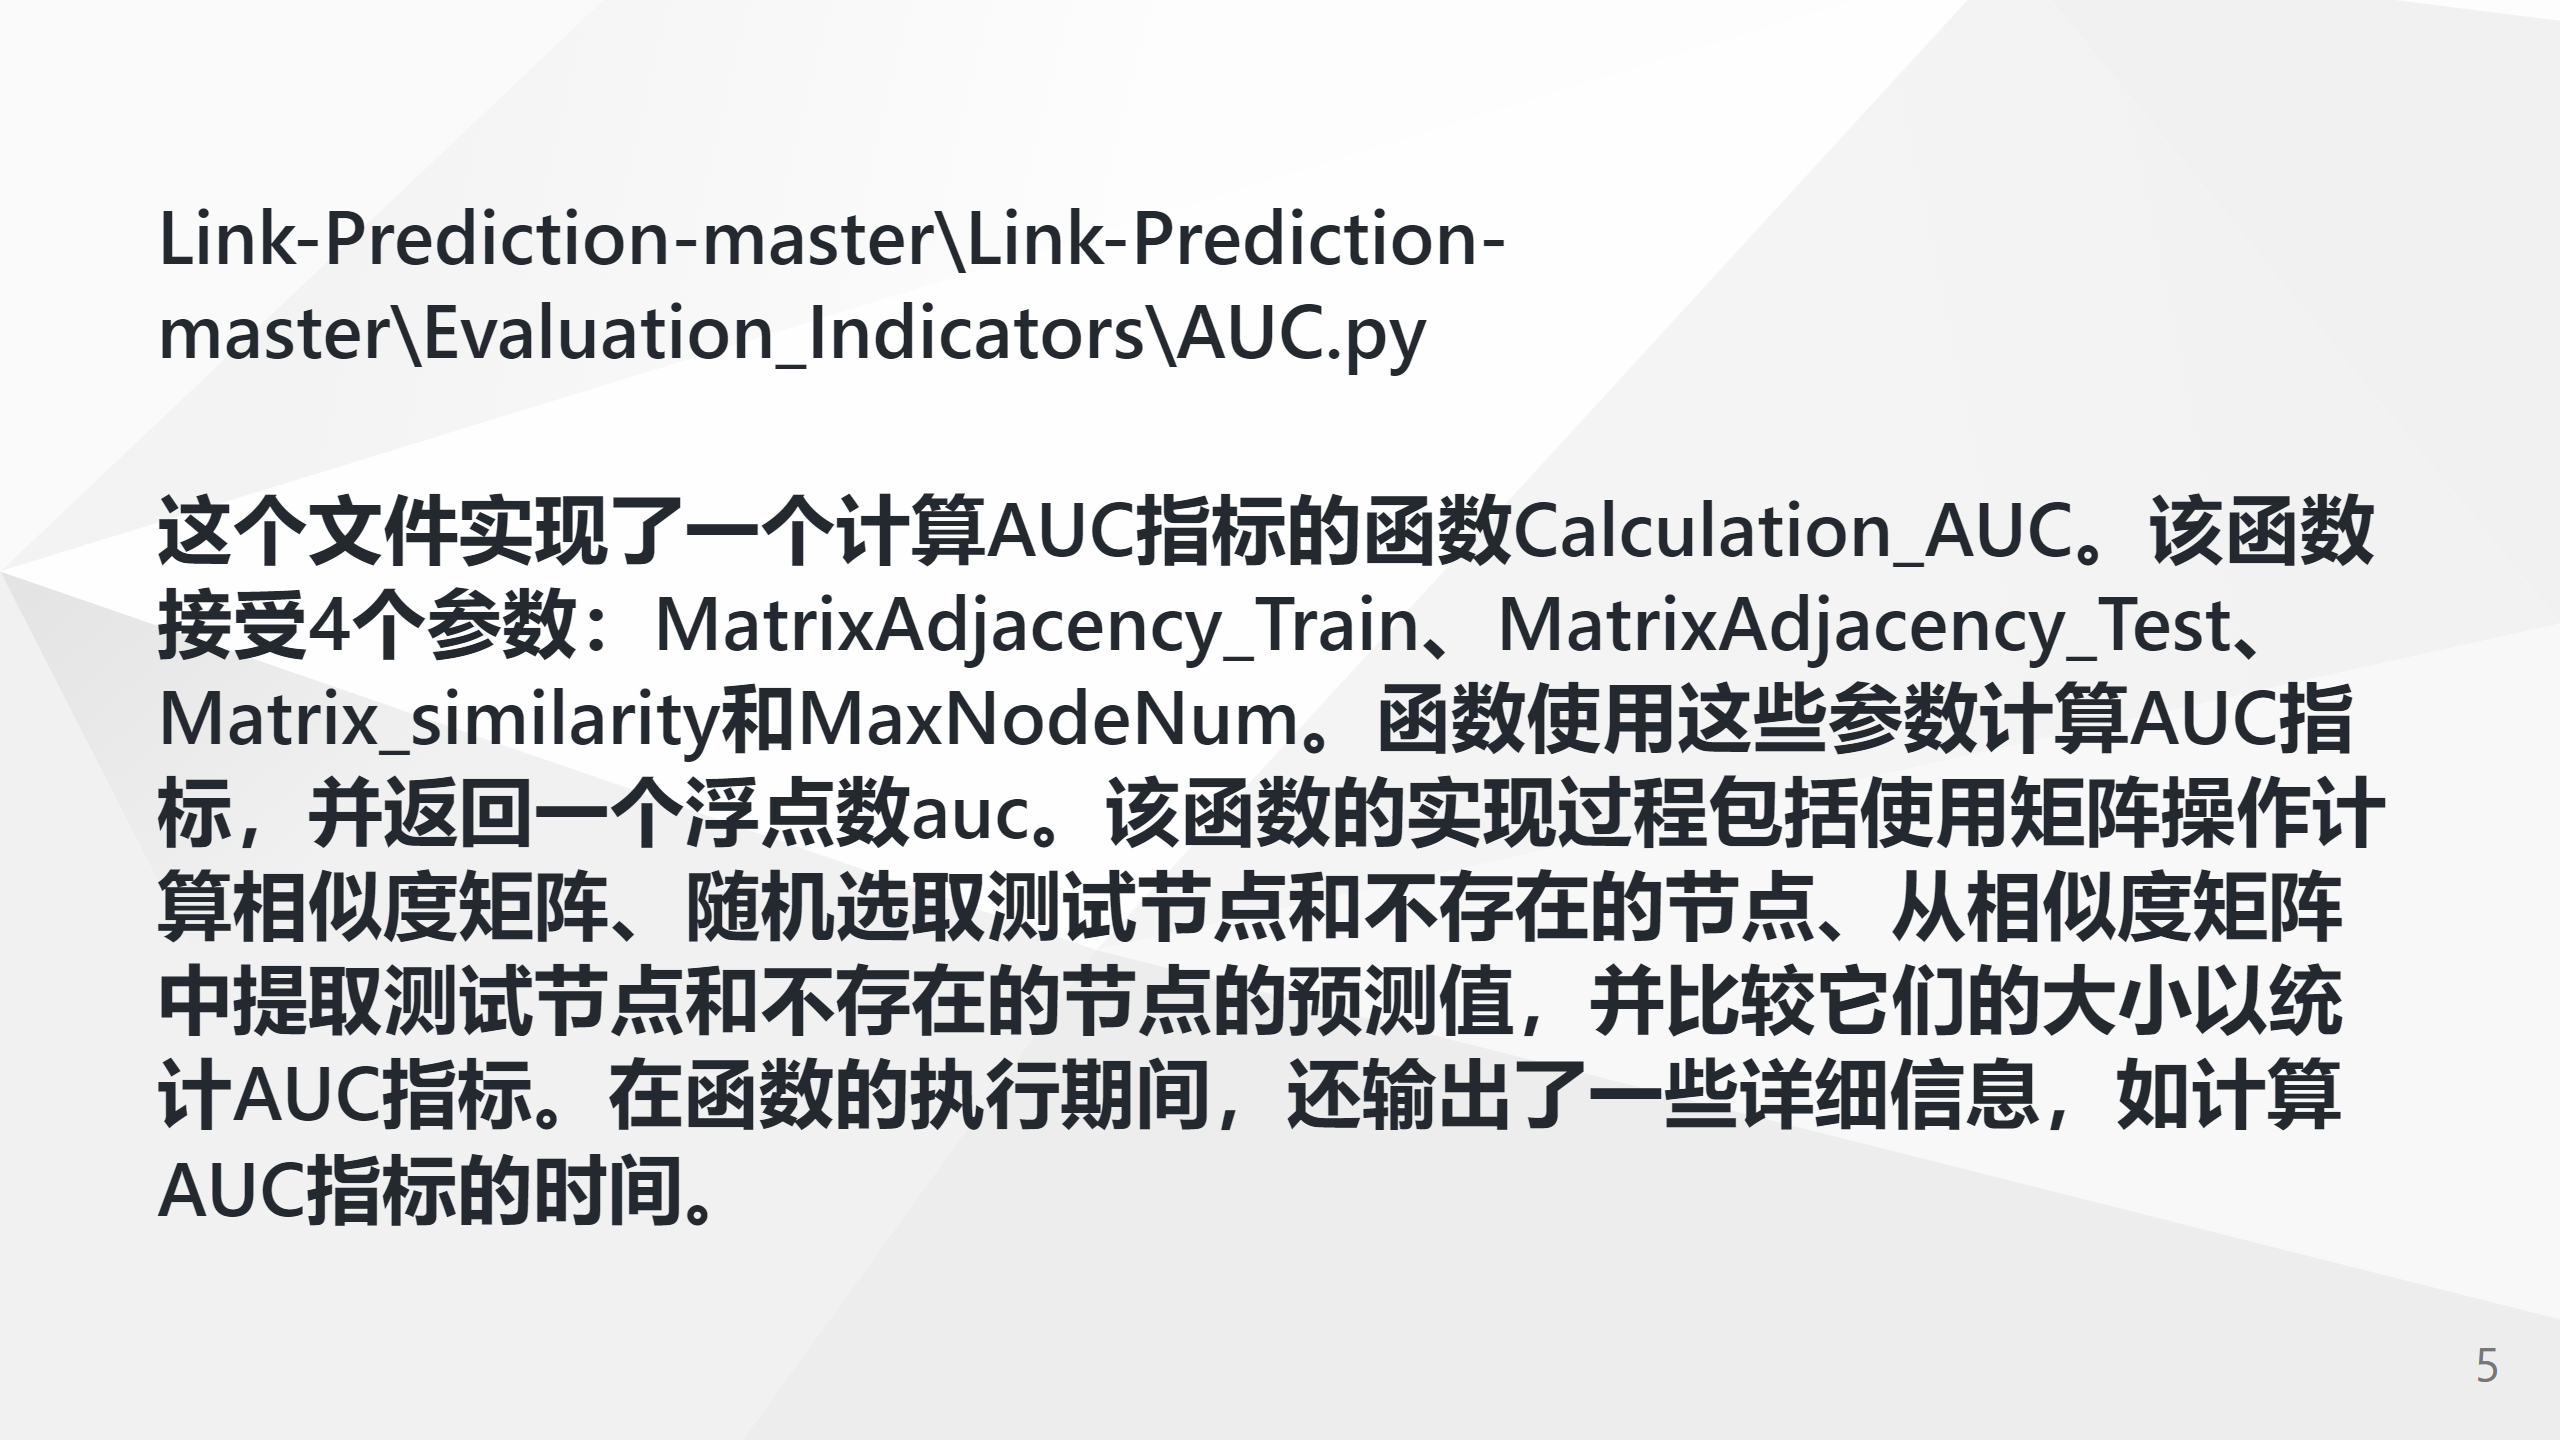 Link-Prediction-master\Link-Prediction-
master\Evaluation_Indicators\AUC.py
这个文件实现了一个计算AUC指标的函数Calculation_AUC。该函数
接受4个参数：MatrixAdjacency_Train、MatrixAdjacency_Test、
Matrix_similarity和MaxNodeNum。函数使用这些参数计算AUC指
标，并返回一个浮点数auc。该函数的实现过程包括使用矩阵操作计
算相似度矩阵、随机选取测试节点和不存在的节点、从相似度矩阵
中提取测试节点和不存在的节点的预测值，并比较它们的大小以统
计AUC指标。在函数的执行期间，还输出了一些详细信息，如计算
AUC指标的时间。
5